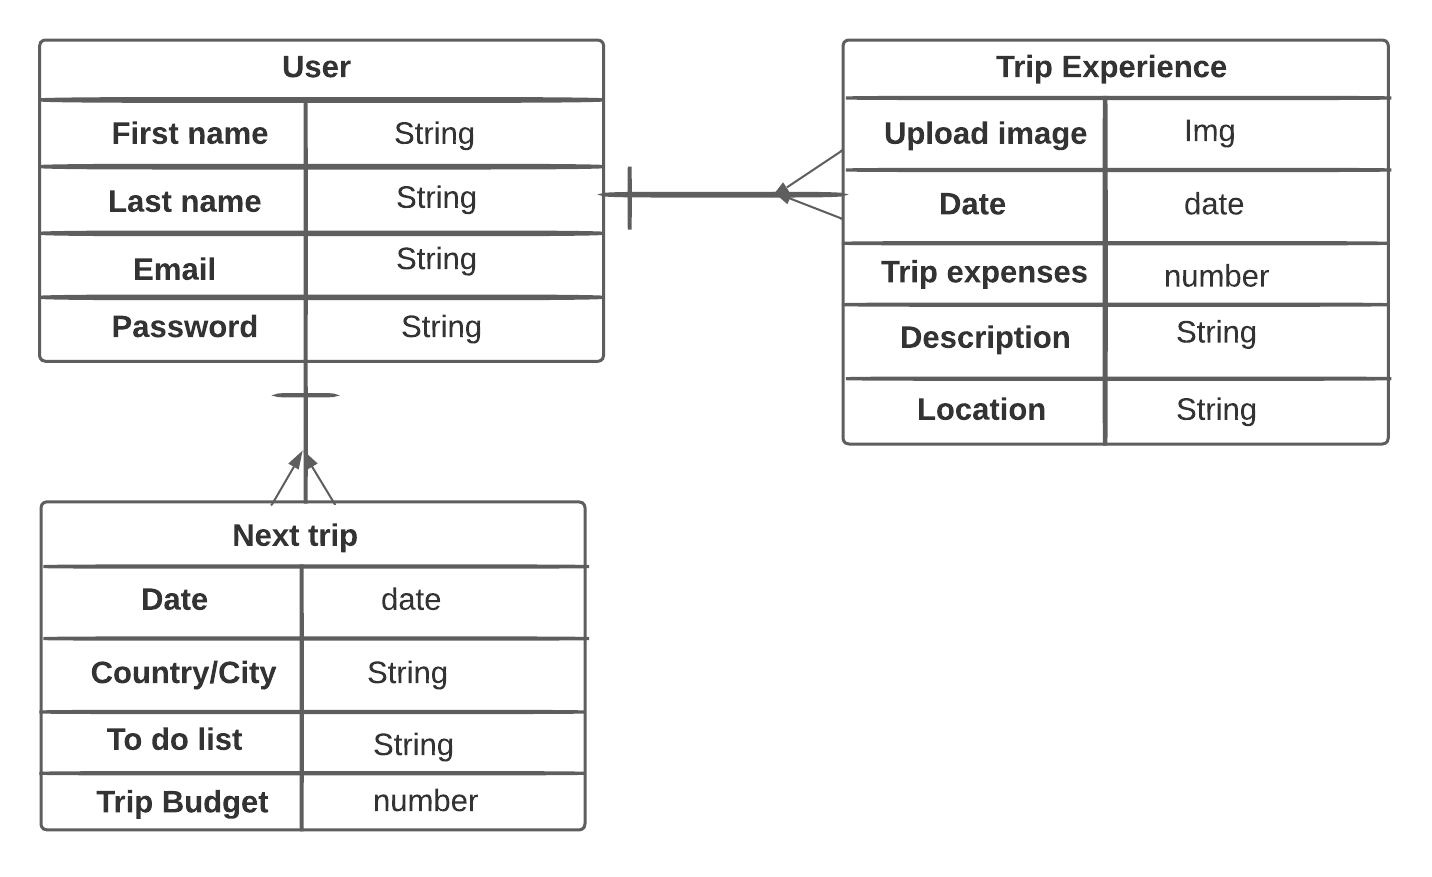 User
First name String
Last name String
Email String
Password String
Trip Experience
Upload image Img
Date date
Trip expenses number
Description String
Location String
Next trip
Date date
Country/City String
To do list String
Trip Budget number